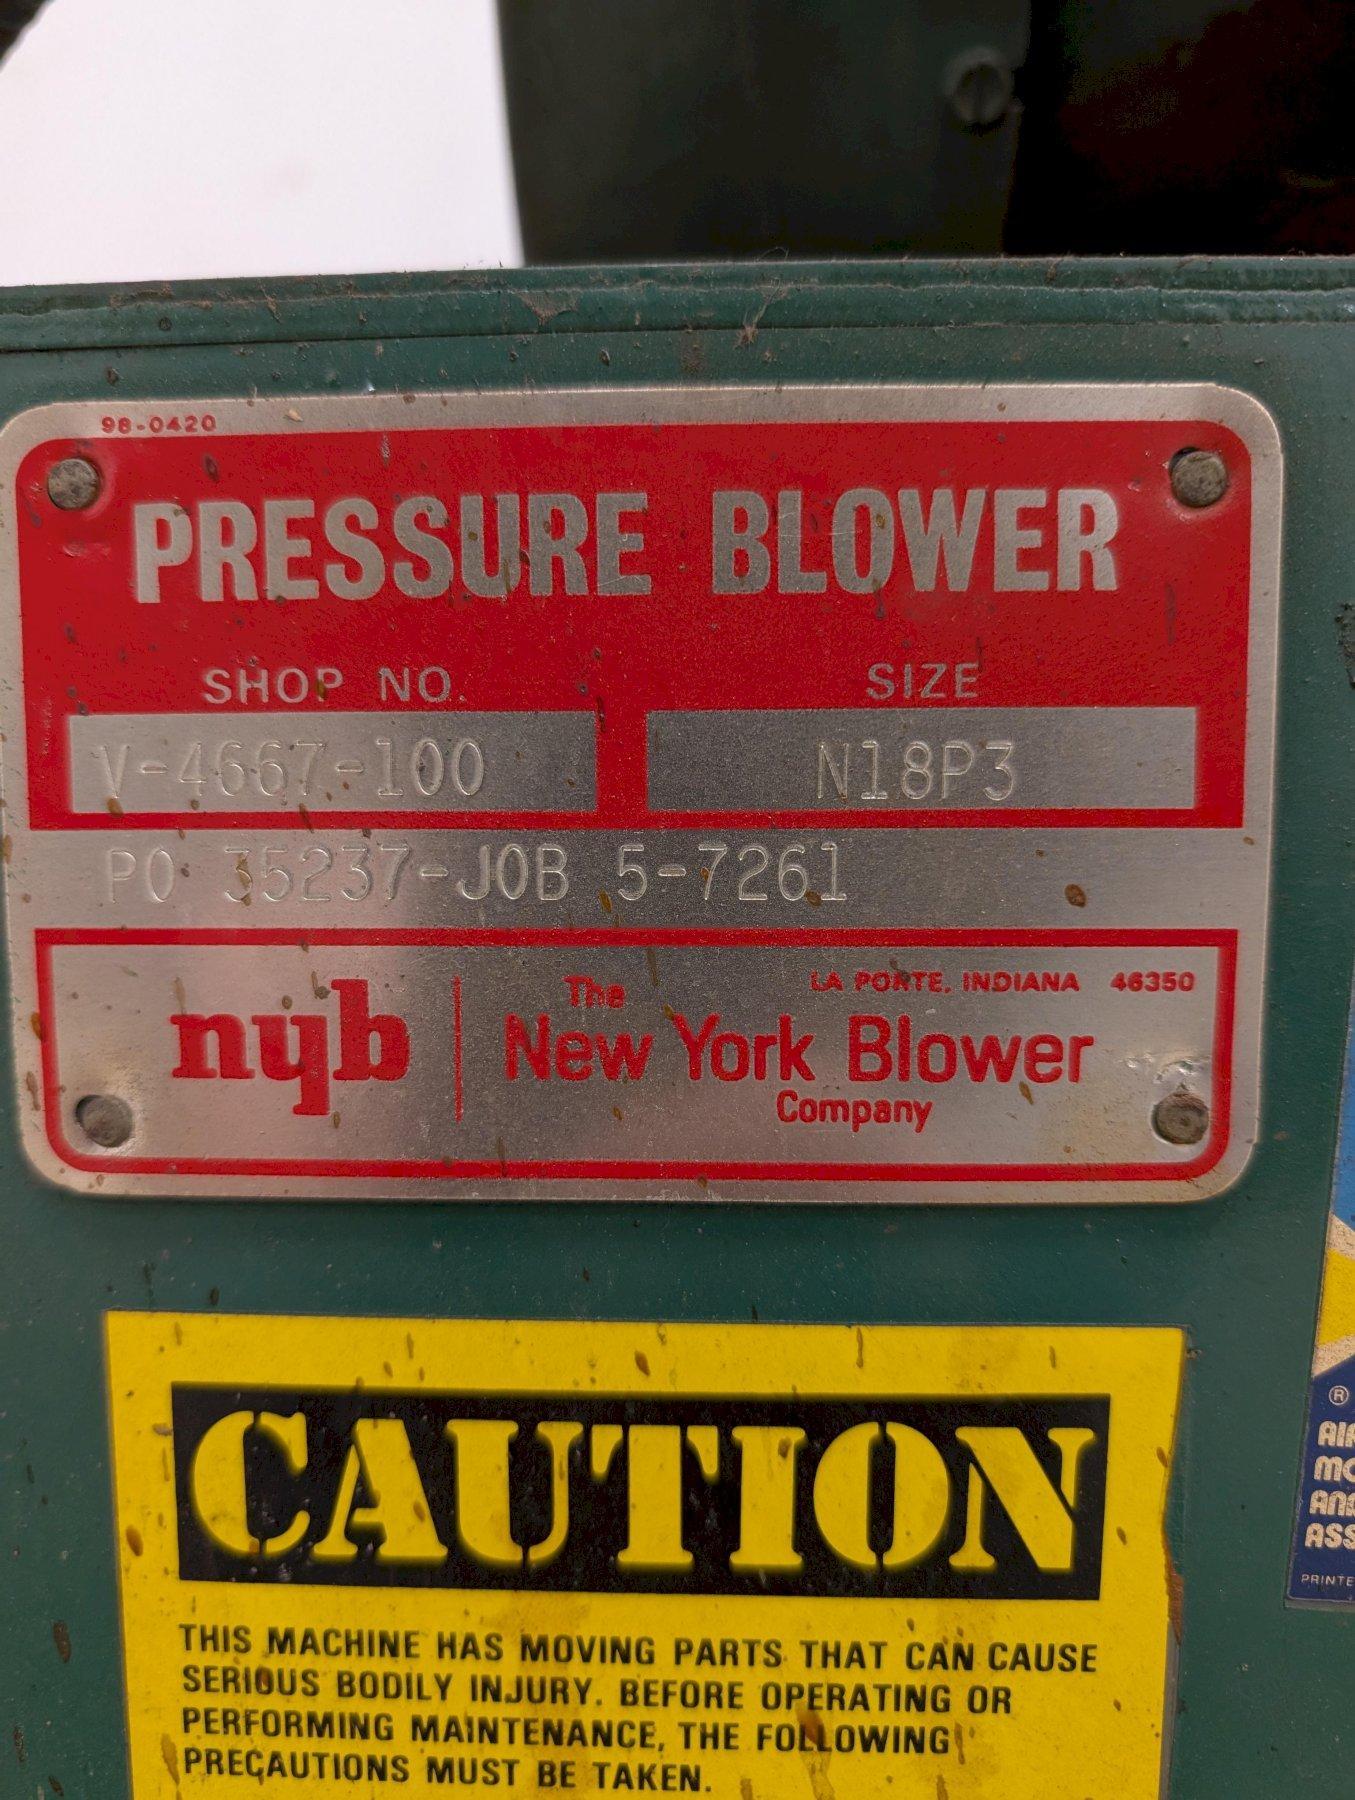 98-0420
PRESSURE BLOWER
SHOP NO. SIZE
V-4667-100 N18P3
PO 35237-JOB 5-7261
LA PORTE, INDIANA 46350
nyb The
New York Blower
Company
CAUTION
THIS MACHINE HAS MOVING PARTS THAT CAN CAUSE
SERIOUS BODILY INJURY. BEFORE OPERATING OR
PERFORMING MAINTENANCE, THE FOLLOWING
PRECAUTIONS MUST BE TAKEN.
®
AIR